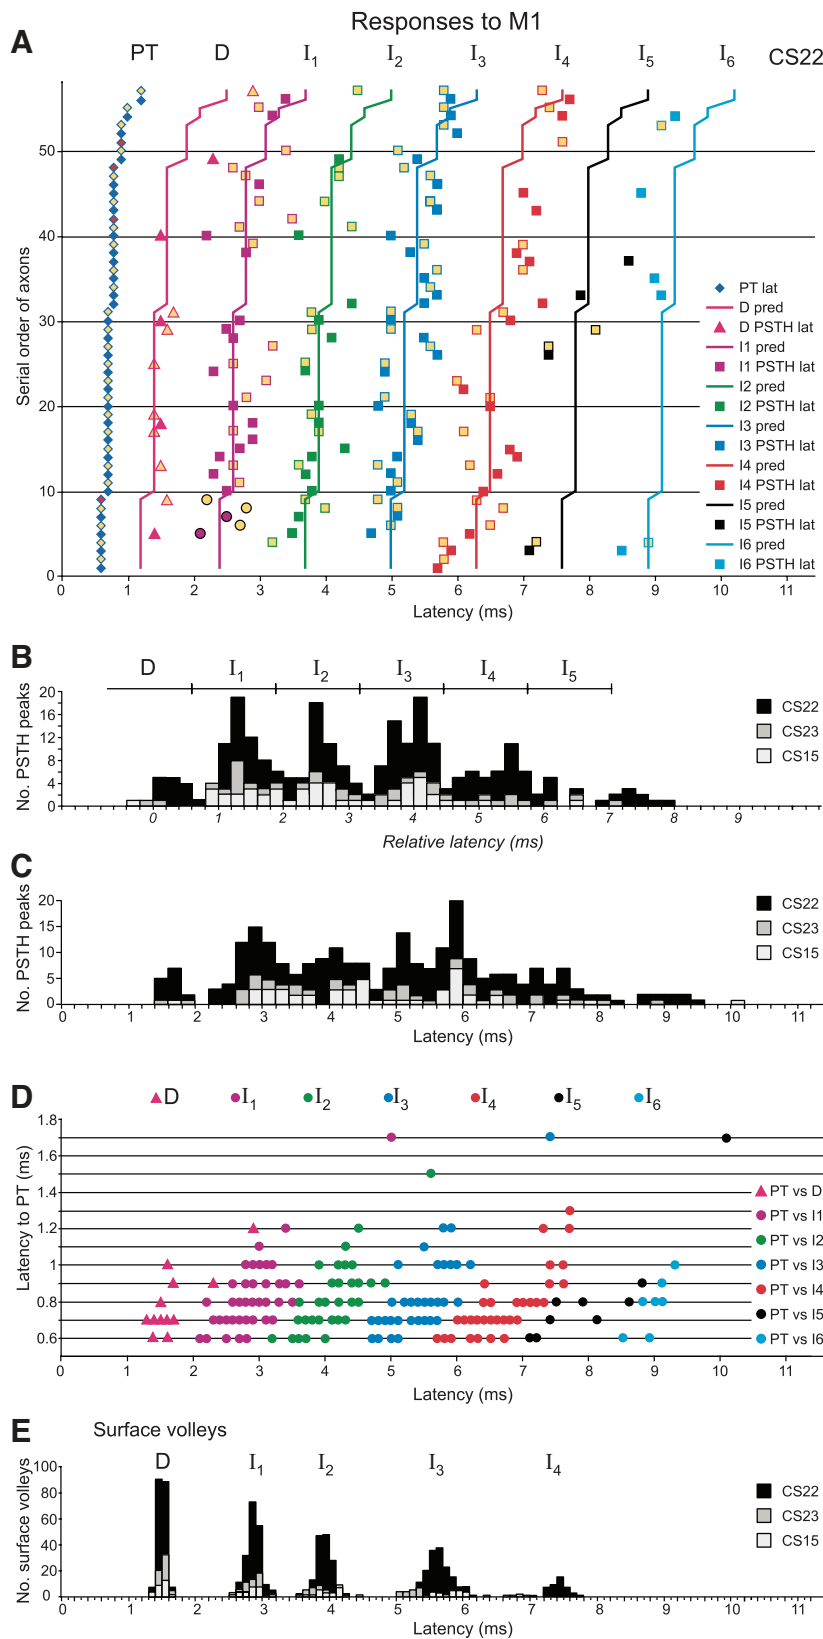 Responses to M1
A
PT D I1 I2 I3 I4 I5 I6 CS22
Serial order of axons
50
40
30
20
10
0
0 1 2 3 4 5 6 7 8 9 10 11
Latency (ms)
PT lat
D pred
D PSTH lat
I1 pred
I1 PSTH lat
I2 pred
I2 PSTH lat
I3 pred
I3 PSTH lat
I4 pred
I4 PSTH lat
I5 pred
I5 PSTH lat
I6 pred
I6 PSTH lat
B
D I1 I2 I3 I4 I5
No. PSTH peaks
20
16
12
8
4
0
0 1 2 3 4 5 6 7 8 9
Relative latency (ms)
CS22
CS23
CS15
C
No. PSTH peaks
20
15
10
5
0
0 1 2 3 4 5 6 7 8 9 10 11
Latency (ms)
CS22
CS23
CS15
D
D I1 I2 I3 I4 I5 I6
Latency to PT (ms)
1.8
1.6
1.4
1.2
1
0.8
0.6
0 1 2 3 4 5 6 7 8 9 10 11
Latency (ms)
PT vs D
PT vs I1
PT vs I2
PT vs I3
PT vs I4
PT vs I5
PT vs I6
E
Surface volleys
D I1 I2 I3 I4
No. surface volleys
100
80
60
40
20
0
0 1 2 3 4 5 6 7 8 9 10 11
Latency (ms)
CS22
CS23
CS15